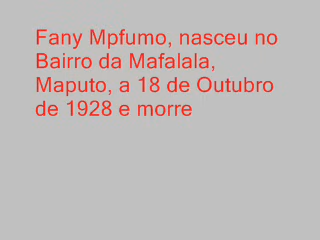 Fany Mpfumo, nasceu no
Bairro da Mafalala,
Maputo, a 18 de Outubro
de 1928 e morre